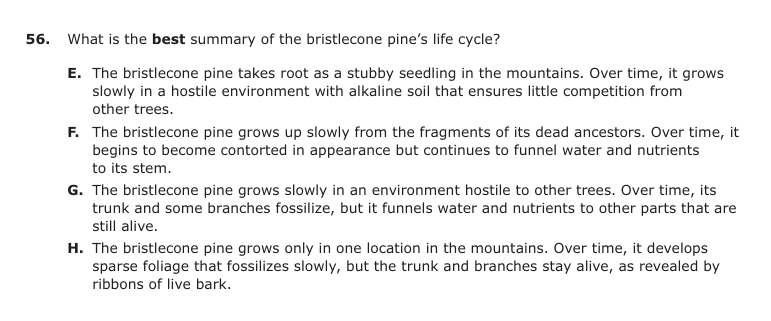 56. What is the best summary of the bristlecone pine’s life cycle?
E. The bristlecone pine takes root as a stubby seedling in the mountains. Over time, it grows
slowly in a hostile environment with alkaline soil that ensures little competition from
other trees.
F. The bristlecone pine grows up slowly from the fragments of its dead ancestors. Over time, it
begins to become contorted in appearance but continues to funnel water and nutrients
to its stem.
G. The bristlecone pine grows slowly in an environment hostile to other trees. Over time, its
trunk and some branches fossilize, but it funnels water and nutrients to other parts that are
still alive.
H. The bristlecone pine grows only in one location in the mountains. Over time, it develops
sparse foliage that fossilizes slowly, but the trunk and branches stay alive, as revealed by
ribbons of live bark.